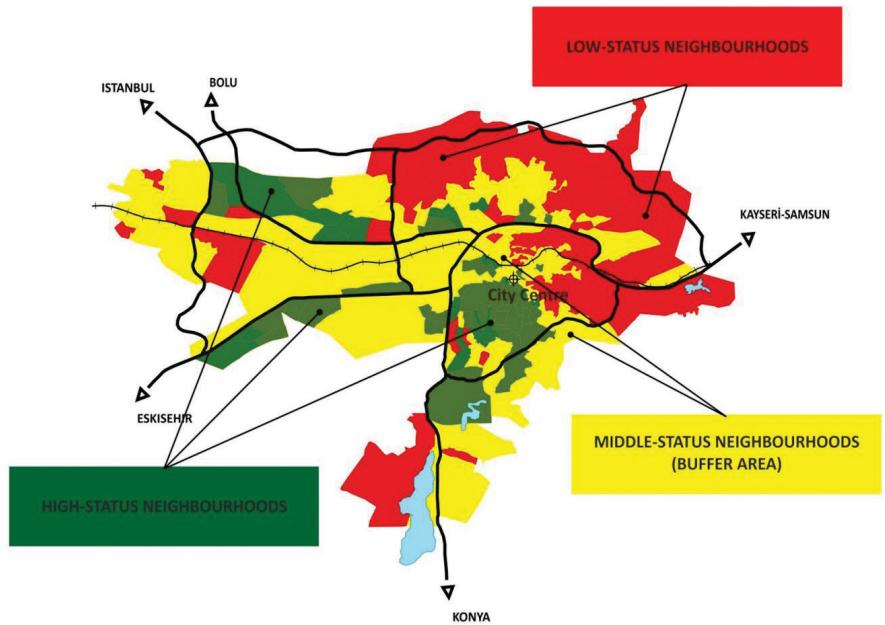 LOW-STATUS NEIGHBOURHOODS
BOLU
ISTANBUL
KAYSERİ-SAMSUN
City Centre
ESKISEHIR
MIDDLE-STATUS NEIGHBOURHOODS
(BUFFER AREA)
HIGH-STATUS NEIGHBOURHOODS
KONYA